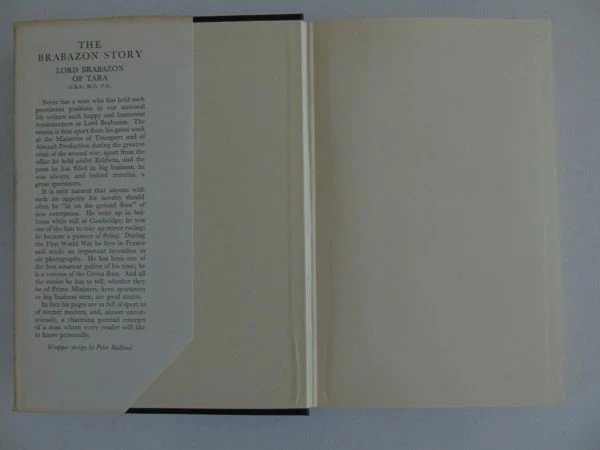 THE
BRABAZON STORY
LORD BRABAZON
OF TARA
G.B.E., M.C., P.C.
Never has a man who has held such
prominent positions in our national
life written such happy and humorous
reminiscences as Lord Brabazon. The
reason is that apart from his great work
at the Ministries of Transport and of
Aircraft Production during the greatest
crisis of the second war, apart from the
office he held under Baldwin, and the
posts he has filled in big business, he
was always, and indeed remains, a
great sportsman.
It is only natural that anyone with
such an appetite for novelty should
often be "in on the ground floor" of
new enterprises. He went up in bal-
loons while still at Cambridge; he was
one of the first to take up motor racing;
he became a pioneer of flying. During
the First World War he flew in France
and made an important invention in
air photography. He has been one of
the best amateur golfers of his time; he
is a veteran of the Cresta Run. And all
the stories he has to tell, whether they
be of Prime Ministers, keen sportsmen
or big business men, are good stories.
In fact his pages are as full of sport as
of sterner matters, and, almost uncon-
sciously, a charming portrait emerges
of a man whom every reader will like
to know personally.
Wrapper design by Peter Rudland